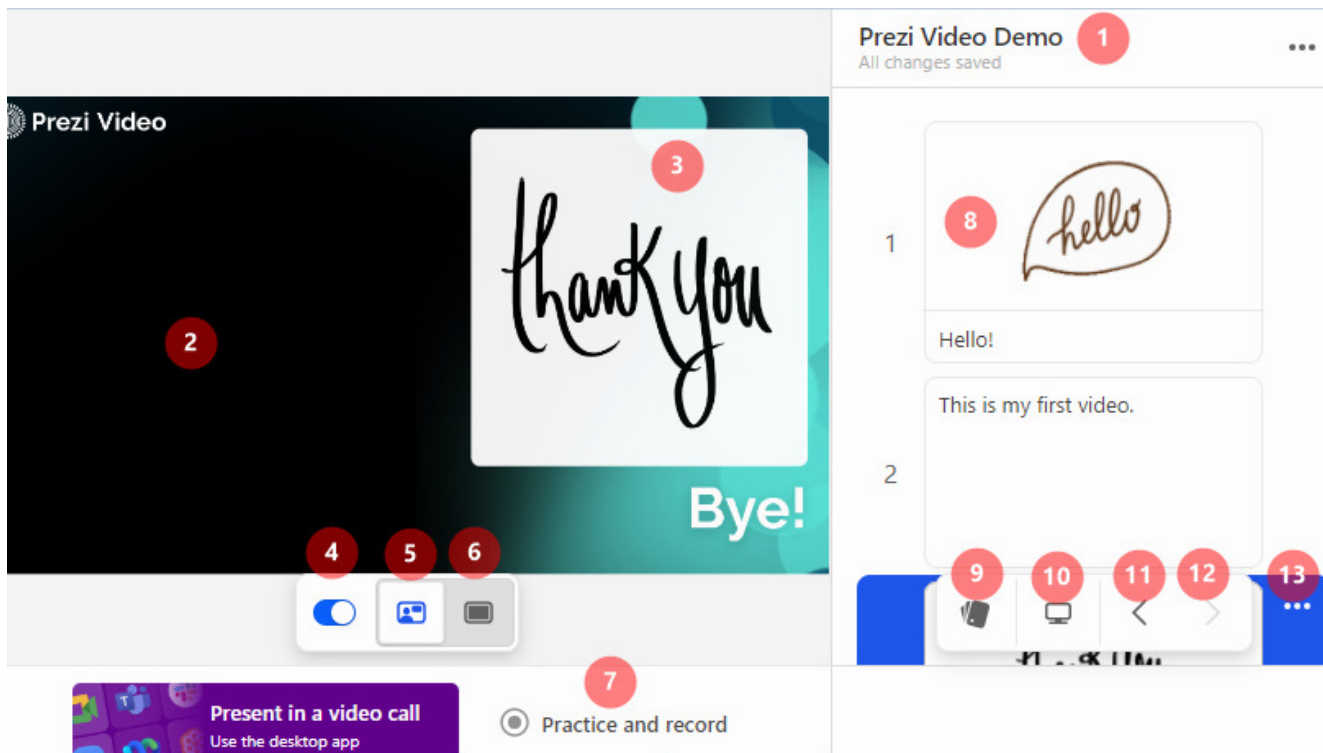 Prezi Video Demo 1
All changes saved
Prezi Video
3
thank you
2
Bye!
4 5 6
7
Present in a video call
Use the desktop app
Practice and record
8
hello
1
Hello!
This is my first video.
2
9 10 11 12 13